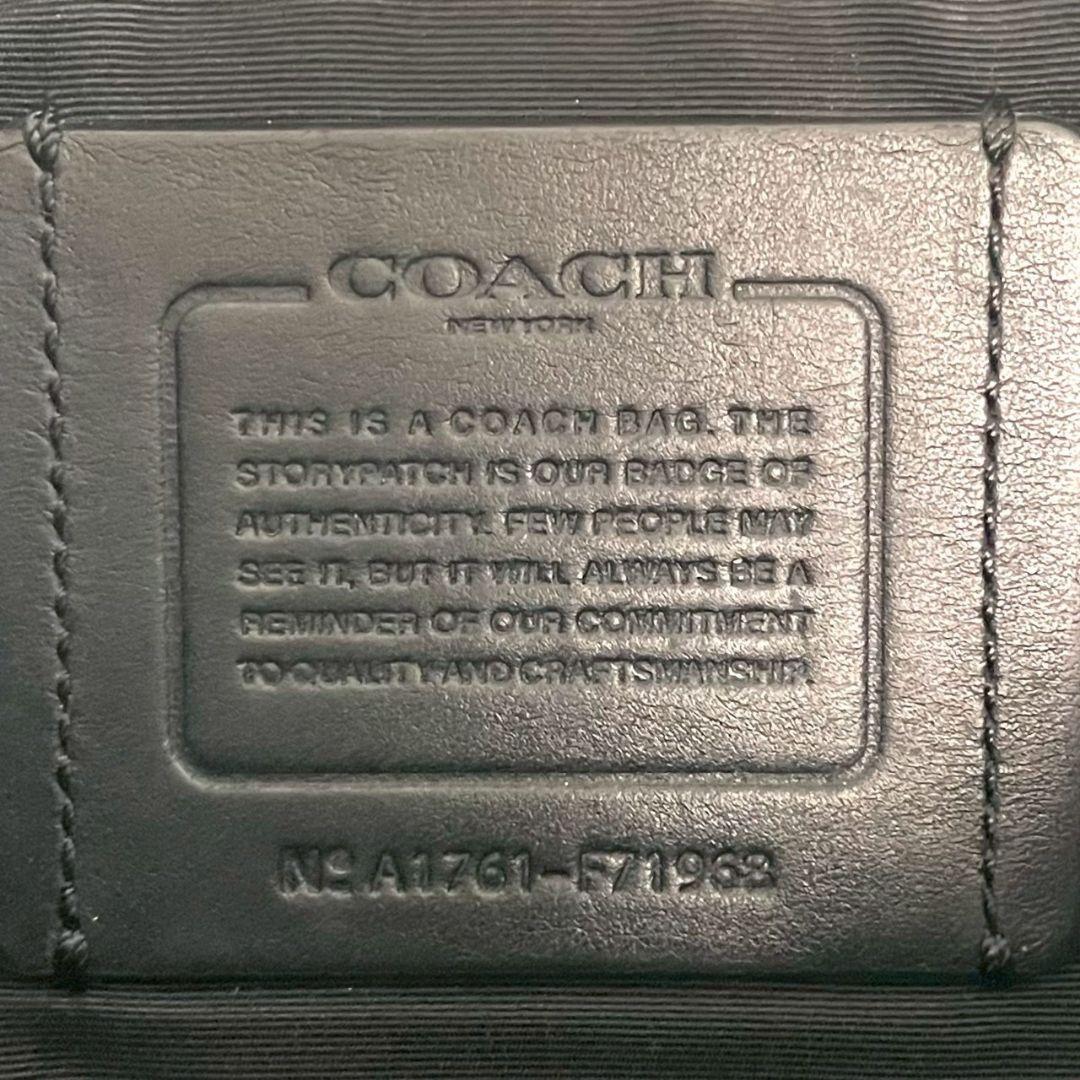 COACH
NEW YORK
THIS IS A COACH BAG. THE
STORYPATCH IS OUR BADGE OF
AUTHENTICITY. FEW PEOPLE MAY
SEE IT, BUT IT WILL ALWAYS BE A
REMINDER OF OUR COMMITMENT
TO QUALITY AND CRAFTSMANSHIP.
Nº A1761-F71968